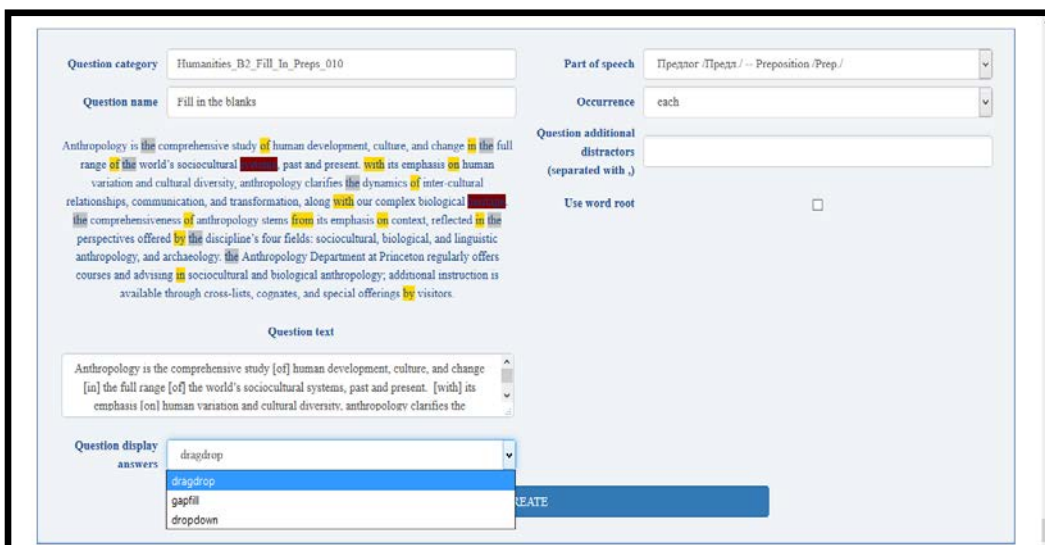 Question category
Humanities_B2_Fill_In_Preps_010
Question name
Fill in the blanks
Anthropology is the comprehensive study of human development, culture, and change in the full
range of the world's sociocultural systems, past and present. with its emphasis on human
variation and cultural diversity, anthropology clarifies the dynamics of inter-cultural
relationships, communication, and transformation, along with our complex biological
the comprehensiveness of anthropology stems from its emphasis on context, reflected in the
perspectives offered by the discipline's four fields: sociocultural, biological, and linguistic
anthropology, and archaeology. the Anthropology Department at Princeton regularly offers
courses and advising in sociocultural and biological anthropology; additional instruction is
available through cross-lists, cognates, and special offerings by visitors.
Question text
Anthropology is the comprehensive study [of] human development, culture, and change
[in] the full range [of] the world's sociocultural systems, past and present. [with] its
emphasis [on] human variation and cultural diversity, anthropology clarifies the
Question display
answers
dragdrop
dragdrop
gapfill
dropdown
Part of speech
Предлог /Предл./ -- Preposition /Prep./
Occurrence
each
Question additional
distractors
(separated with ,)
Use word root
REATE